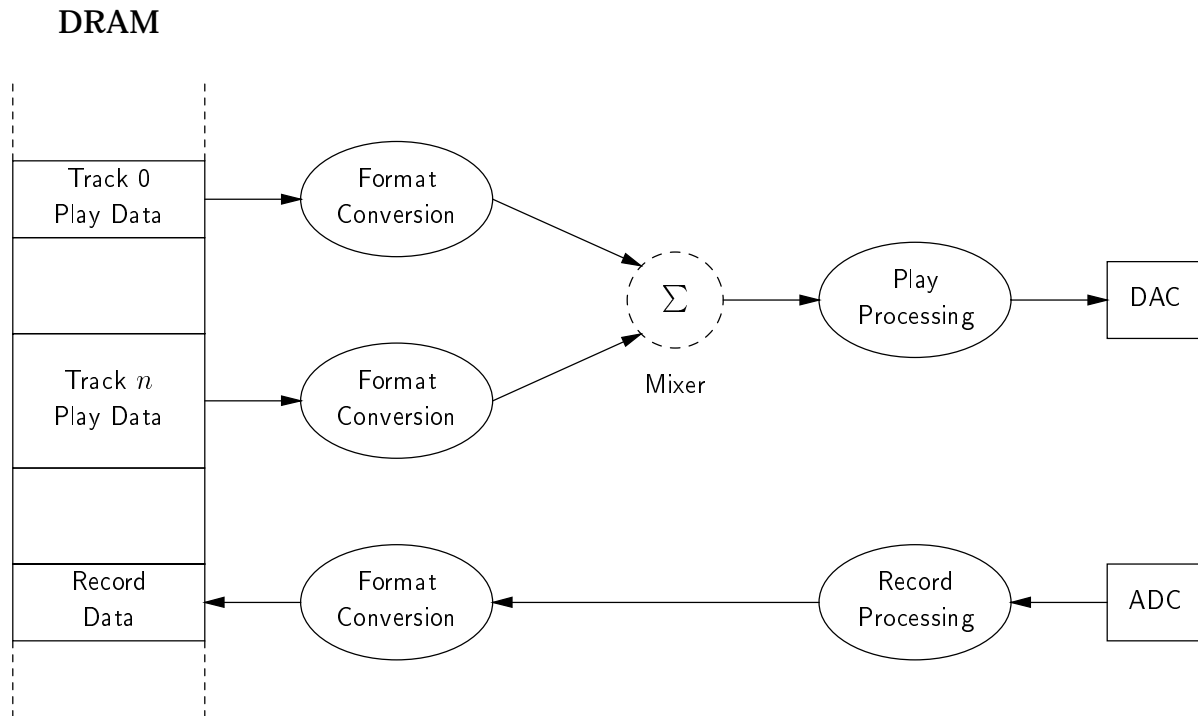 DRAM
Track 0
Play Data
Format
Conversion
Σ
Mixer
Play
Processing
DAC
Track n
Play Data
Format
Conversion
Record
Data
Format
Conversion
Record
Processing
ADC